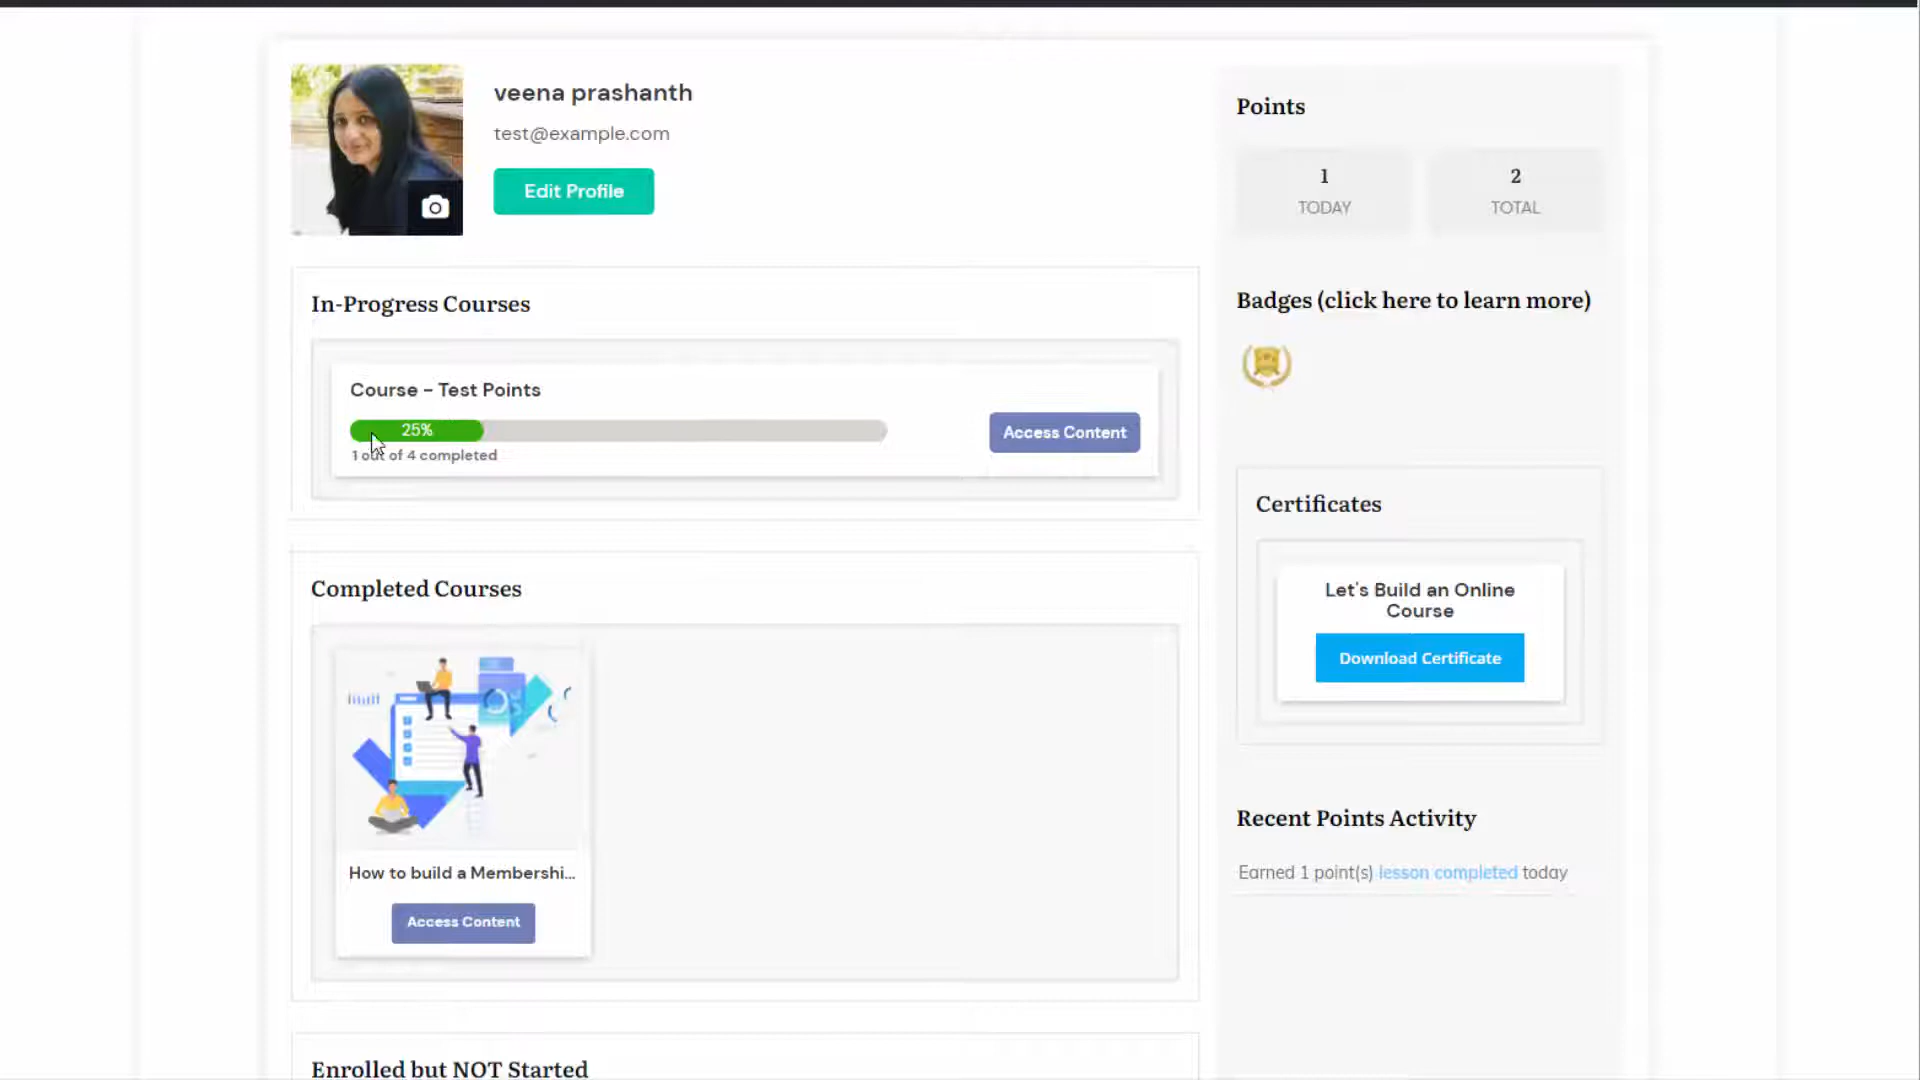 veena prashanth
test@example.com
Edit Profile
In-Progress Courses
Course - Test Points
25%
1 out of 4 completed
Access Content
Completed Courses
How to build a Membershi...
Access Content
Enrolled but NOT Started
Points
1
TODAY
2
TOTAL
Badges (click here to learn more)
Certificates
Let's Build an Online
Course
Download Certificate
Recent Points Activity
Earned 1 point(s) lesson completed today